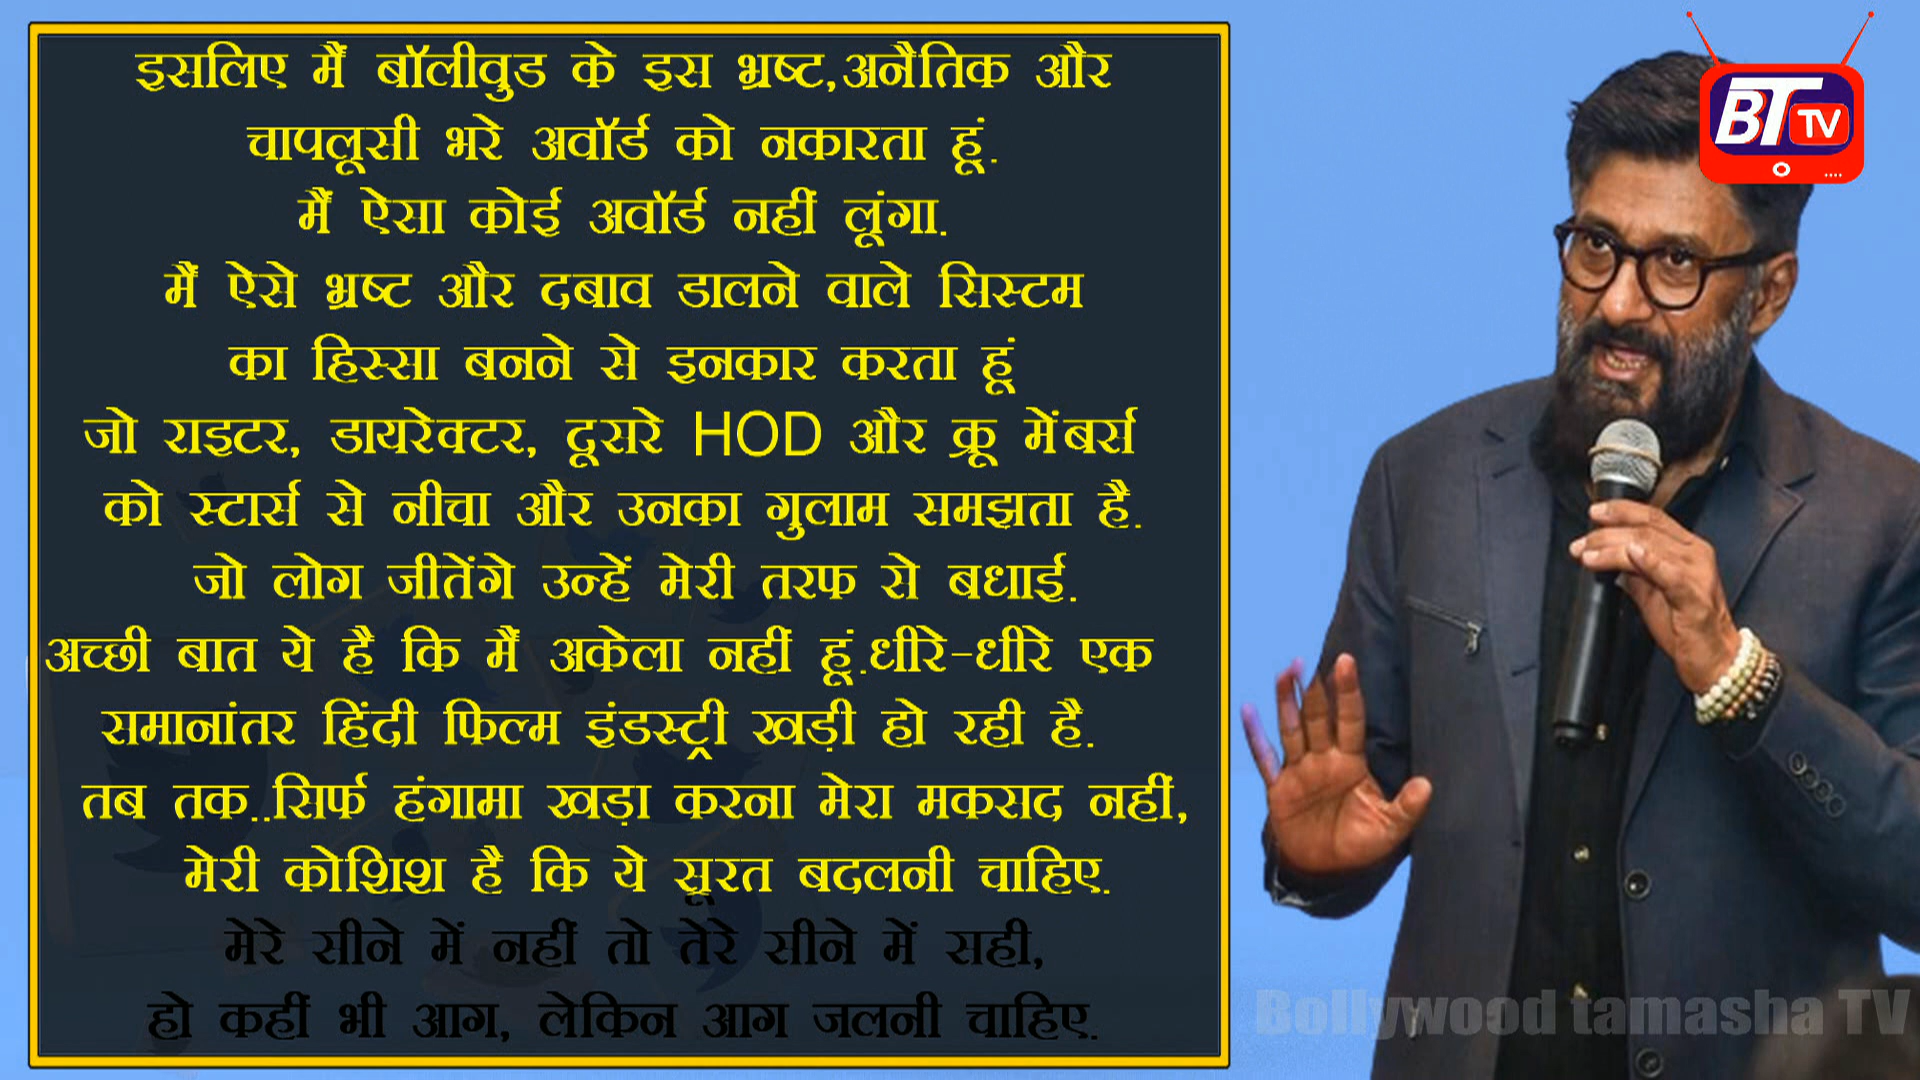 इसलिए मैं बॉलीवुड के इस भ्रष्ट,अनैतिक और
चापलूसी भरे अवॉर्ड को नकारता हूं.
मैं ऐसा कोई अवॉर्ड नहीं लूंगा.
मैं ऐसे भ्रष्ट और दबाव डालने वाले सिस्टम
का हिस्सा बनने से इनकार करता हूं
जो राइटर, डायरेक्टर, दूसरे HOD और क्रू मेंबर्स
को स्टार्स से नीचा और उनका गुलाम समझता है.
जो लोग जीतेंगे उन्हें मेरी तरफ से बधाई.
अच्छी बात ये है कि मैं अकेला नहीं हूं.धीरे-धीरे एक
समानांतर हिंदी फिल्म इंडस्ट्री खड़ी हो रही है.
तब तक..सिर्फ हंगामा खड़ा करना मेरा मकसद नहीं,
मेरी कोशिश है कि ये सूरत बदलनी चाहिए.
मेरे सीने में नहीं तो तेरे सीने में सही,
हो कहीं भी आग, लेकिन आग जलनी चाहिए.
BT TV
Bollywood tamasha TV